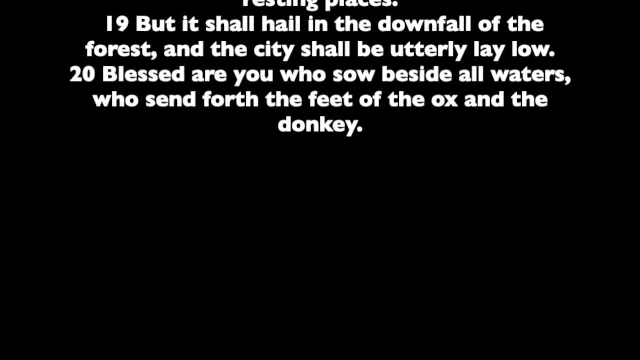 resting places.
19 But it shall hail in the downfall of the
forest, and the city shall be utterly lay low.
20 Blessed are you who sow beside all waters,
who send forth the feet of the ox and the
donkey.